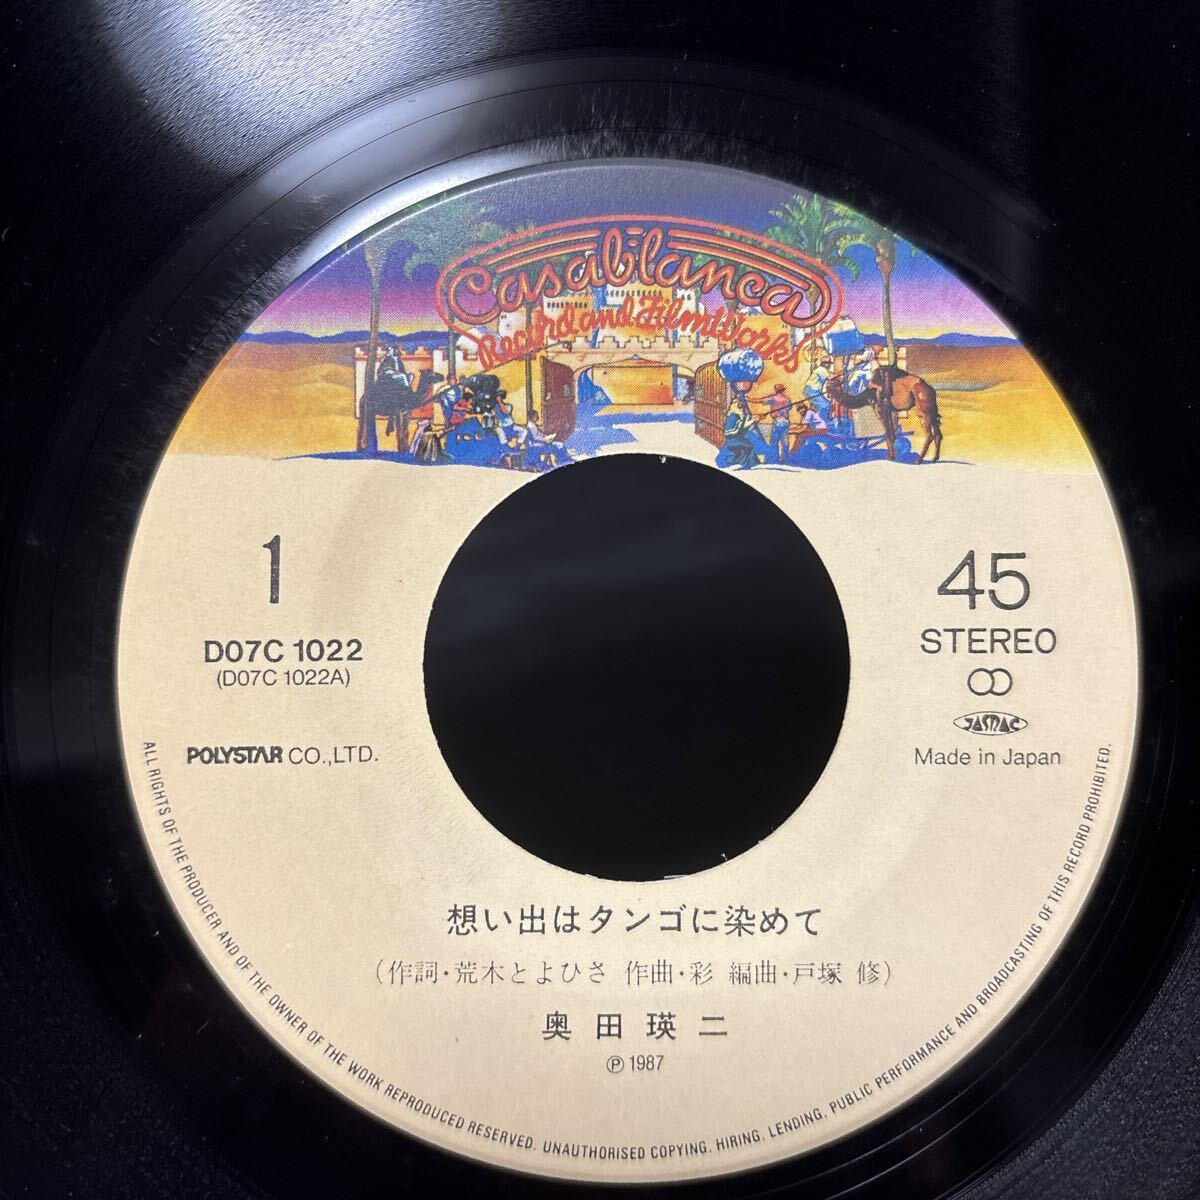 Casablanca
Record and FilmWorks
1
45
STEREO
D07C 1022
(D07C 1022A)
JASRAC
POLYSTAR CO.,LTD.
Made in Japan
想い出はタンゴに染めて
(作詞・荒木とよひさ 作曲・彩 編曲・戸塚 修)
奥田瑛二
Ⓟ 1987
ALL RIGHTS OF THE PRODUCER AND OF THE OWNER OF THE WORK REPRODUCED RESERVED. UNAUTHORISED COPYING, HIRING, LENDING, PUBLIC PERFORMANCE AND BROADCASTING OF THIS RECORD PROHIBITED.